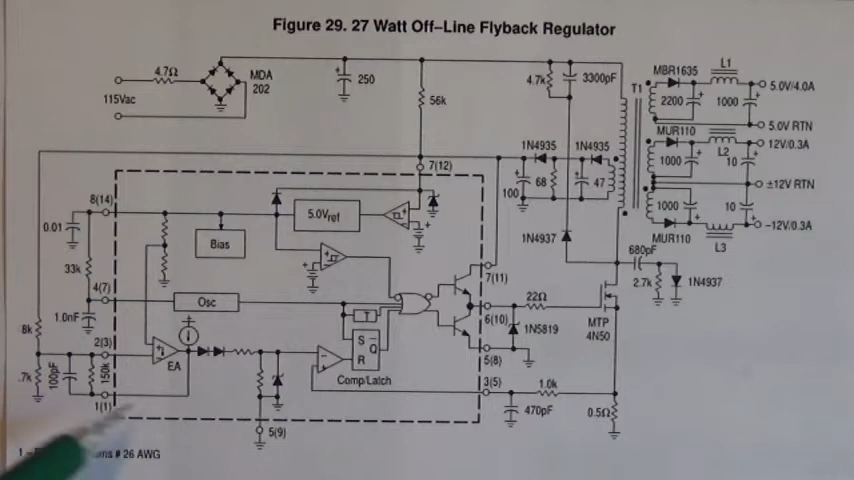 Figure 29. 27 Watt Off–Line Flyback Regulator
4.7Ω
MDA
202
250
115Vac
56k
4.7k
3300pF
T1
MBR1635
L1
5.0V/4.0A
2200
1000
5.0V RTN
MUR110
12V/0.3A
L2
1000
10
±12V RTN
1000
10
–12V/0.3A
MUR110
L3
1N4935
1N4935
7(12)
100
68
47
8(14)
0.01
5.0Vref
Bias
1N4937
680pF
2.7k
1N4937
33k
7(11)
4(7)
Osc
1.0nF
T
6(10)
22Ω
MTP
4N50
1N5819
8k
2(3)
EA
S
Q
R
5(8)
Comp/Latch
.7k
100pF
150k
3(5)
1.0k
1(1)
470pF
0.5Ω
5(9)
# 26 AWG